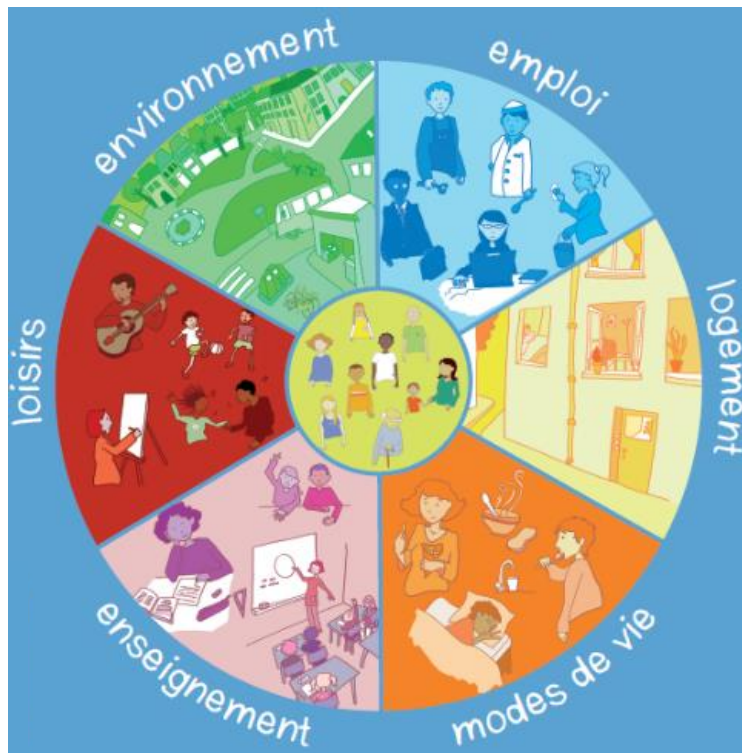 environnement
emploi
logement
modes de vie
enseignement
loisirs